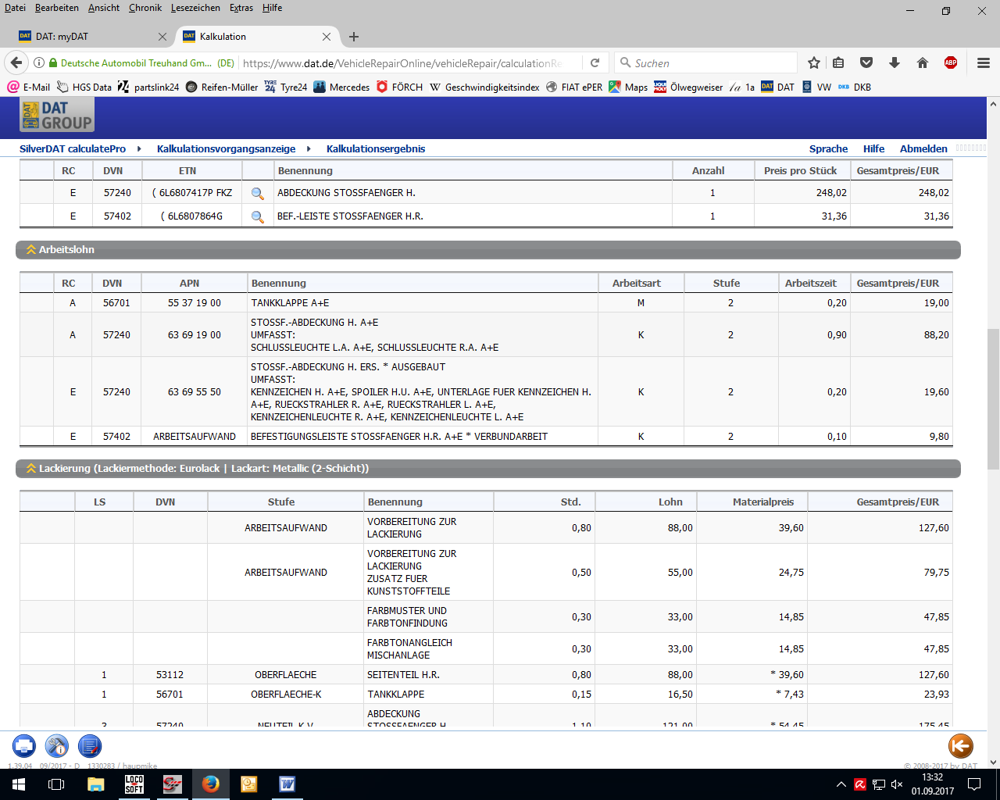 Datei Bearbeiten Ansicht Chronik Lesezeichen Extras Hilfe
DAT DAT: myDAT
DAT Kalkulation
Deutsche Automobil Treuhand Gm... (DE) https://www.dat.de/VehicleRepairOnline/vehicleRepair/calculationRe Suchen ABP
E-Mail HGS Data partslink24 Reifen-Müller Tyre24 Mercedes FÖRCH Geschwindigkeitsindex FIAT ePER Maps Ölwegweiser 1a DAT VW DKB
DAT GROUP
SilverDAT calculatePro Kalkulationsvorgangsanzeige Kalkulationsergebnis Sprache Hilfe Abmelden
RC DVN ETN Benennung Anzahl Preis pro Stück Gesamtpreis/EUR
E 57240 ( 6L6807417P FKZ ABDECKUNG STOSSFAENGER H. 1 248,02 248,02
E 57402 ( 6L6807864G BEF.-LEISTE STOSSFAENGER H.R. 1 31,36 31,36
Arbeitslohn
RC DVN APN Benennung Arbeitsart Stufe Arbeitszeit Gesamtpreis/EUR
A 56701 55 37 19 00 TANKKLAPPE A+E M 2 0,20 19,00
STOSSF.-ABDECKUNG H. A+E
A 57240 63 69 19 00 UMFASST: K 2 0,90 88,20
SCHLUSSLEUCHTE L.A. A+E, SCHLUSSLEUCHTE R.A. A+E
STOSSF.-ABDECKUNG H. ERS. * AUSGEBAUT
UMFASST:
E 57240 63 69 55 50 KENNZEICHEN H. A+E, SPOILER H.U. A+E, UNTERLAGE FUER KENNZEICHEN H. K 2 0,20 19,60
A+E, RUECKSTRAHLER R. A+E, RUECKSTRAHLER L. A+E,
KENNZEICHENLEUCHTE R. A+E, KENNZEICHENLEUCHTE L. A+E
E 57402 ARBEITSAUFWAND BEFESTIGUNGSLEISTE STOSSFAENGER H.R. A+E * VERBUNDARBEIT K 2 0,10 9,80
Lackierung (Lackiermethode: Eurolack | Lackart: Metallic (2-Schicht))
LS DVN Stufe Benennung Std. Lohn Materialpreis Gesamtpreis/EUR
ARBEITSAUFWAND VORBEREITUNG ZUR LACKIERUNG 0,80 88,00 39,60 127,60
ARBEITSAUFWAND VORBEREITUNG ZUR LACKIERUNG ZUSATZ FUER KUNSTSTOFFTEILE 0,50 55,00 24,75 79,75
FARBMUSTER UND FARBTONFINDUNG 0,30 33,00 14,85 47,85
FARBTONANGLEICH MISCHANLAGE 0,30 33,00 14,85 47,85
1 53112 OBERFLAECHE SEITENTEIL H.R. 0,80 88,00 * 39,60 127,60
1 56701 OBERFLAECHE-K TANKKLAPPE 0,15 16,50 * 7,43 23,93
ABDECKUNG
3 57240 NEUTEIL K V STOSSFAENGER H 1,10 121,00 * 54,45 175,45
1.39.04 09/2017 - D 1330283 / haupmike © 2008-2017 by DAT
LOCO SOFT
13:32
01.09.2017